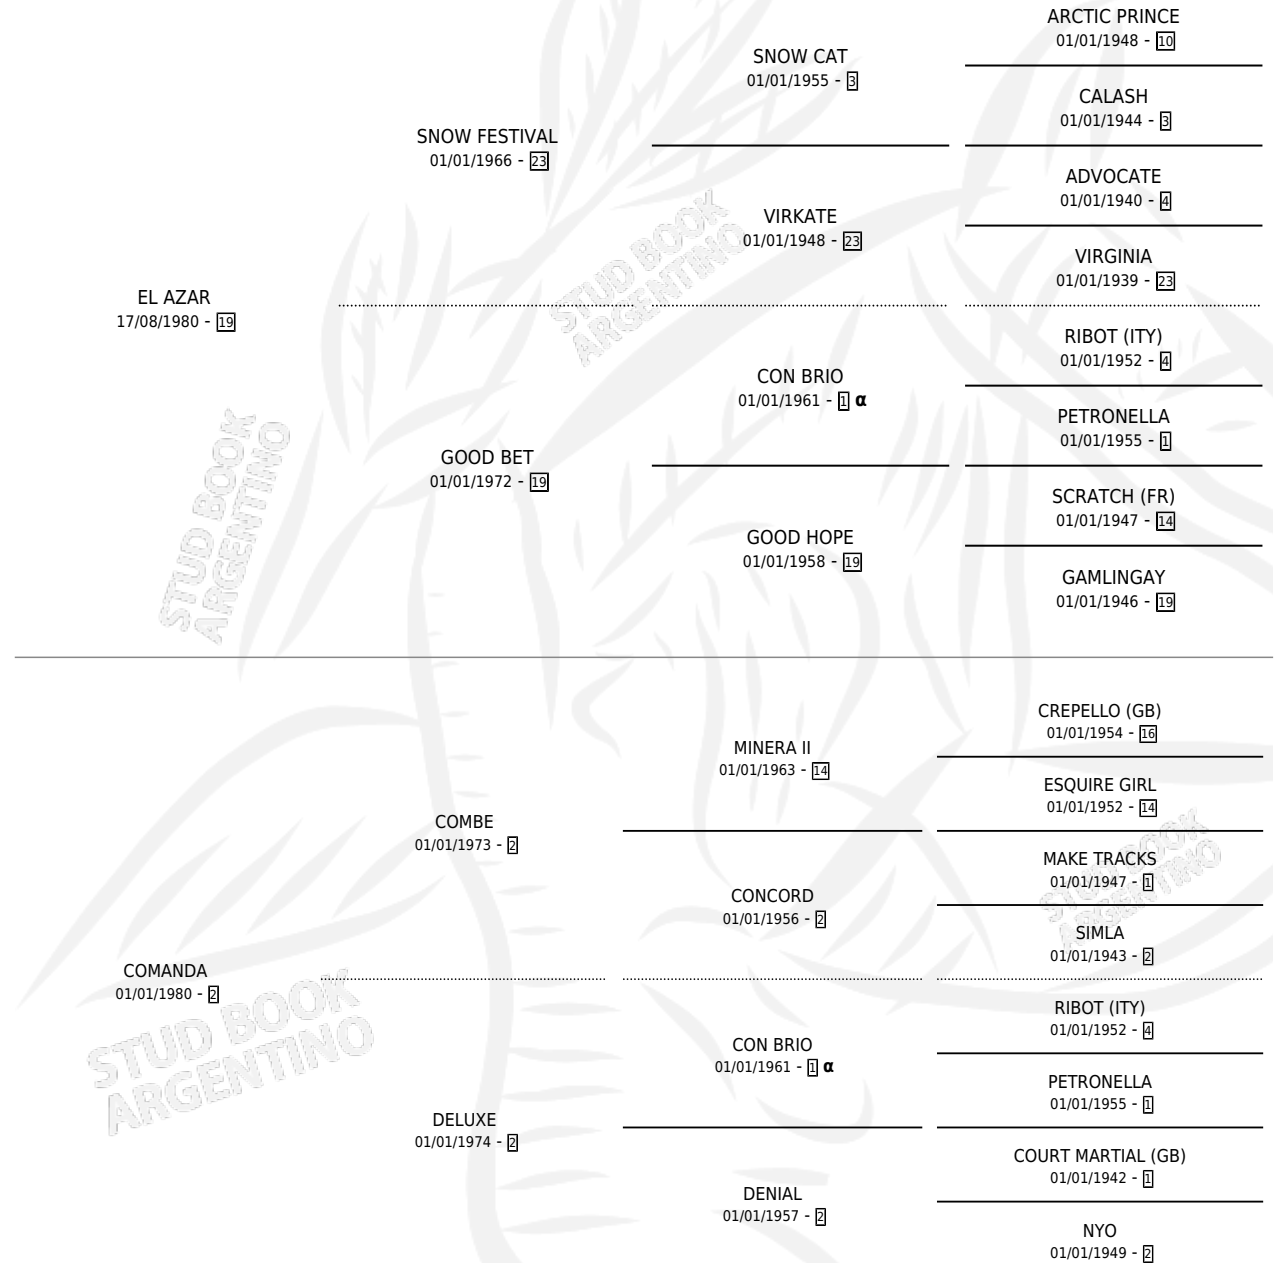 ARCTIC PRINCE
01/01/1948 - 10
SNOW CAT
01/01/1955 - 3
CALASH
01/01/1944 - 3
SNOW FESTIVAL
01/01/1966 - 23
ADVOCATE
01/01/1940 - 4
VIRKATE
01/01/1948 - 23
VIRGINIA
01/01/1939 - 23
EL AZAR
17/08/1980 - 19
RIBOT (ITY)
01/01/1952 - 4
CON BRIO
01/01/1961 - 1 α
PETRONELLA
01/01/1955 - 1
GOOD BET
01/01/1972 - 19
SCRATCH (FR)
01/01/1947 - 14
GOOD HOPE
01/01/1958 - 19
GAMLINGAY
01/01/1946 - 19
CREPELLO (GB)
01/01/1954 - 16
MINERA II
01/01/1963 - 14
ESQUIRE GIRL
01/01/1952 - 14
COMBE
01/01/1973 - 2
MAKE TRACKS
01/01/1947 - 1
CONCORD
01/01/1956 - 2
SIMLA
01/01/1943 - 2
COMANDA
01/01/1980 - 2
RIBOT (ITY)
01/01/1952 - 4
CON BRIO
01/01/1961 - 1 α
PETRONELLA
01/01/1955 - 1
DELUXE
01/01/1974 - 2
COURT MARTIAL (GB)
01/01/1942 - 1
DENIAL
01/01/1957 - 2
NYO
01/01/1949 - 2
STUD BOOK
ARGENTINO
STUD BOOK
ARGENTINO
STUD BOOK
ARGENTINO
STUD BOOK
ARGENTINO